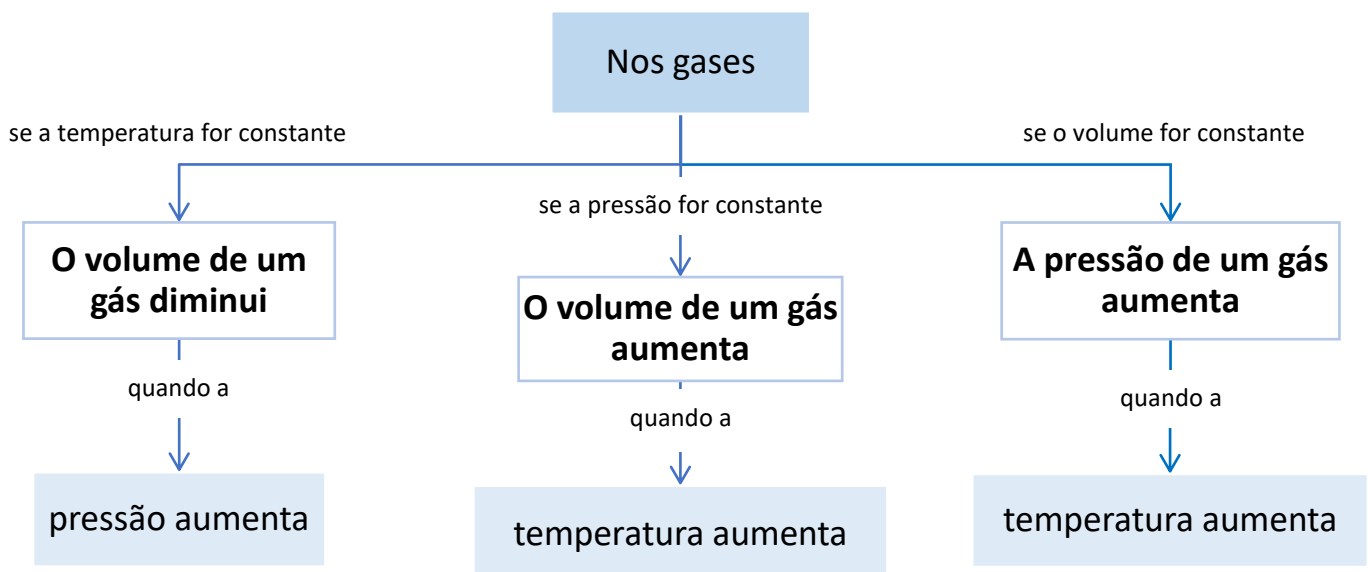 Nos gases
se a temperatura for constante
O volume de um
gás diminui
quando a
pressão aumenta
se a pressão for constante
O volume de um gás
aumenta
quando a
temperatura aumenta
se o volume for constante
A pressão de um gás
aumenta
quando a
temperatura aumenta